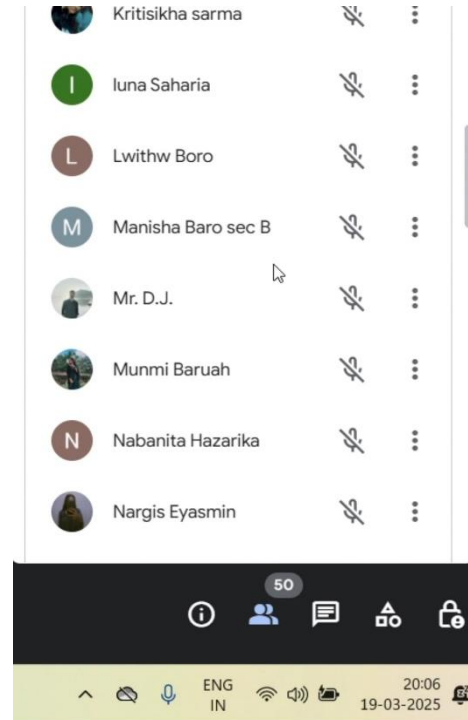 Kritisikha sarma
I
luna Saharia
L
Lwithw Boro
M
Manisha Baro sec B
Mr. D.J.
Munmi Baruah
N
Nabanita Hazarika
Nargis Eyasmin
50
ENG
IN
20:06
19-03-2025